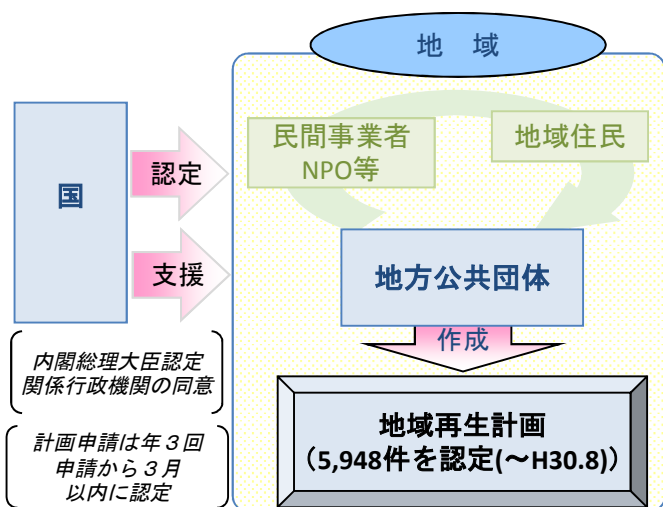 地　域
民間事業者
NPO等
地域住民
国
認定
支援
地方公共団体
作成
内閣総理大臣認定
関係行政機関の同意
計画申請は年３回
申請から３月
以内に認定
地域再生計画
（5,948件を認定(～H30.8)）